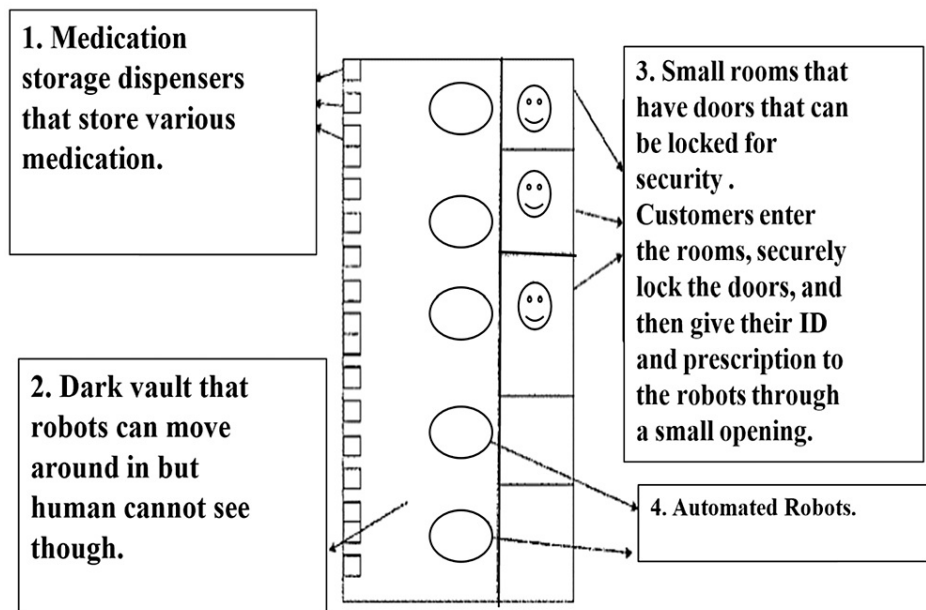 1. Medication
storage dispensers
that store various
medication.
2. Dark vault that
robots can move
around in but
human cannot see
though.
3. Small rooms that
have doors that can
be locked for
security .
Customers enter
the rooms, securely
lock the doors, and
then give their ID
and prescription to
the robots through
a small opening.
4. Automated Robots.